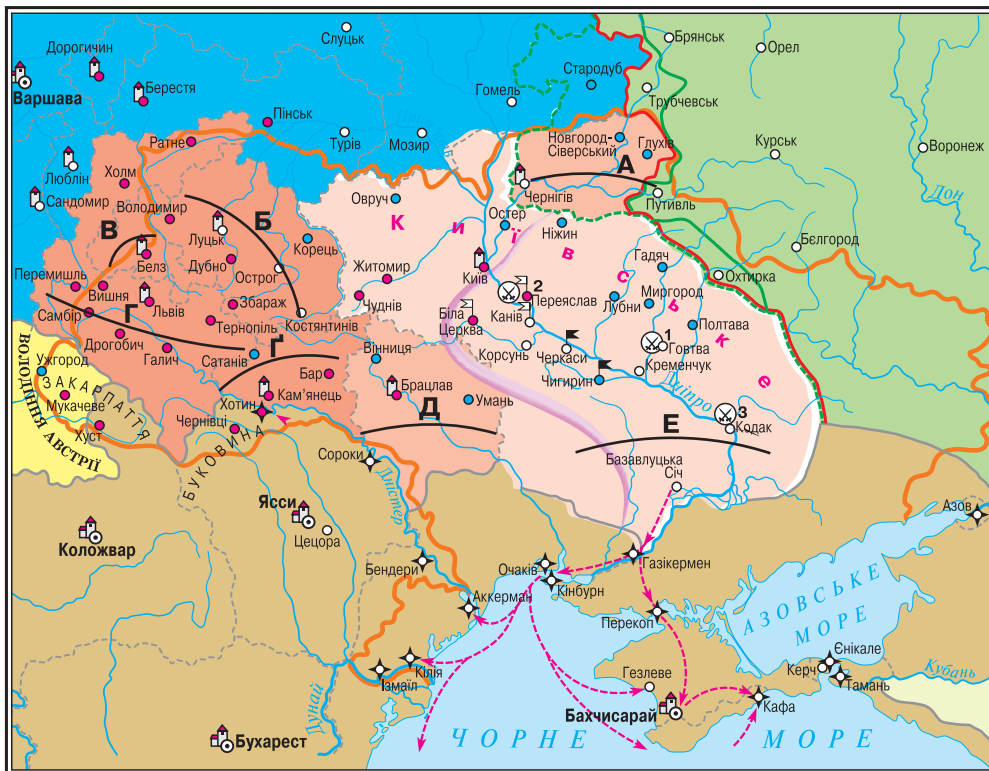 Слуцьк
Брянськ
Орел
Дорогичин
Варшава
Берестя
Стародуб
Гомель
Трубчевськ
Пінськ
Ратне
Турів
Мозир
Новгород-
Сіверський
Глухів
Курськ
Воронеж
Люблін
Холм
А
Сандомир
Чернігів
Путивль
Дон
Володимир
Б
Овруч
К и ї в с ь к е
Остер
Ніжин
В
Луцьк
Корець
Бєлгород
Белз
Дубно
Острог
Гадяч
Охтирка
Перемишль
Вишня
Житомир
Київ
2
Переяслав
Миргород
Львів
Збараж
Чуднів
Лубни
Самбір
Г
Тернопіль
Костянтинів
Біла
Церква
Канів
Полтава
Дрогобич
Галич
Ґ
Сатанів
Вінниця
Корсунь
Черкаси
1
Говтва
Кременчук
Ужгород
Бар
Чигирин
Дніпро
ВОЛОДІННЯ АВСТРІЇ
ЗАКАРПАТТЯ
Мукачеве
Хуст
Кам’янець
Брацлав
Умань
Хотин
Чернівці
Д
3
Кодак
Е
БУКОВИНА
Сороки
Базавлуцька
Січ
Дністер
Ясси
Цецора
Коложвар
Азов
Бендери
Очаків
Кінбурн
Газікермен
Аккерман
Перекоп
АЗОВСЬКЕ
МОРЕ
Кілія
Ізмаїл
Гезлеве
Керч
Єнікале
Тамань
Кубань
Бахчисарай
Кафа
Дунай
Бухарест
ЧОРНЕ МОРЕ